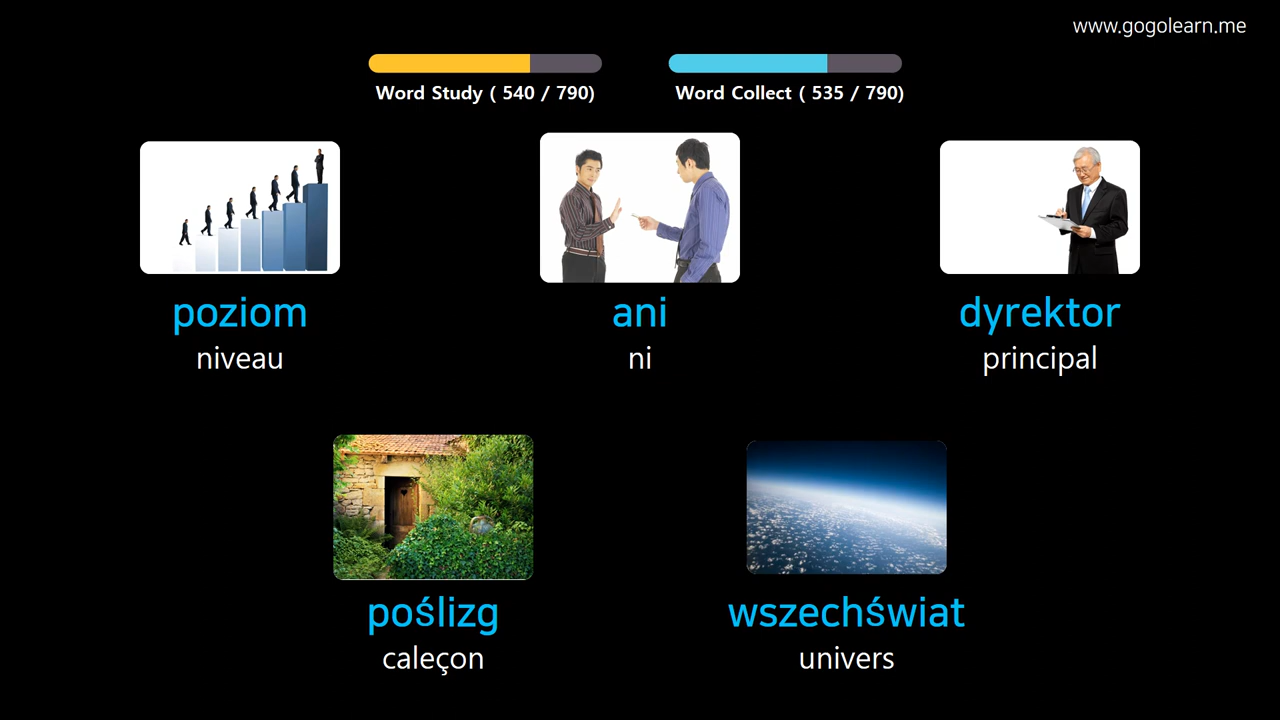 www.gogolearn.me
Word Study ( 540 / 790)
Word Collect ( 535 / 790)
poziom
niveau
ani
ni
dyrektor
principal
poślizg
caleçon
wszechświat
univers